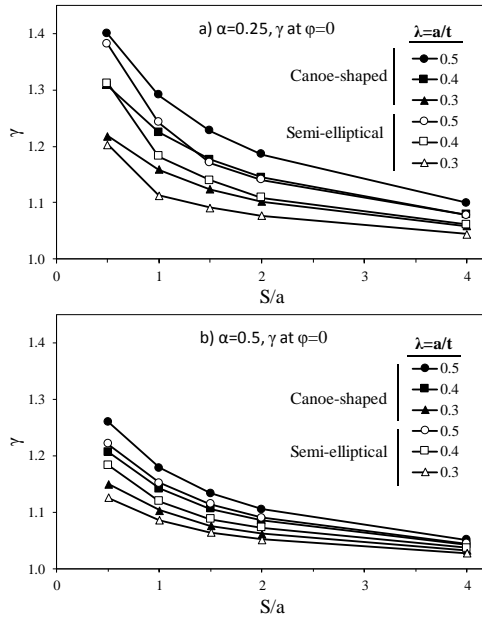 a) α=0.25, γ at φ=0
λ=a/t
Canoe-shaped
0.5
0.4
0.3
Semi-elliptical
0.5
0.4
0.3
γ
1.4
1.3
1.2
1.1
1.0
0 1 2 3 4
S/a
b) α=0.5, γ at φ=0
λ=a/t
Canoe-shaped
0.5
0.4
0.3
Semi-elliptical
0.5
0.4
0.3
γ
1.4
1.3
1.2
1.1
1.0
0 1 2 3 4
S/a